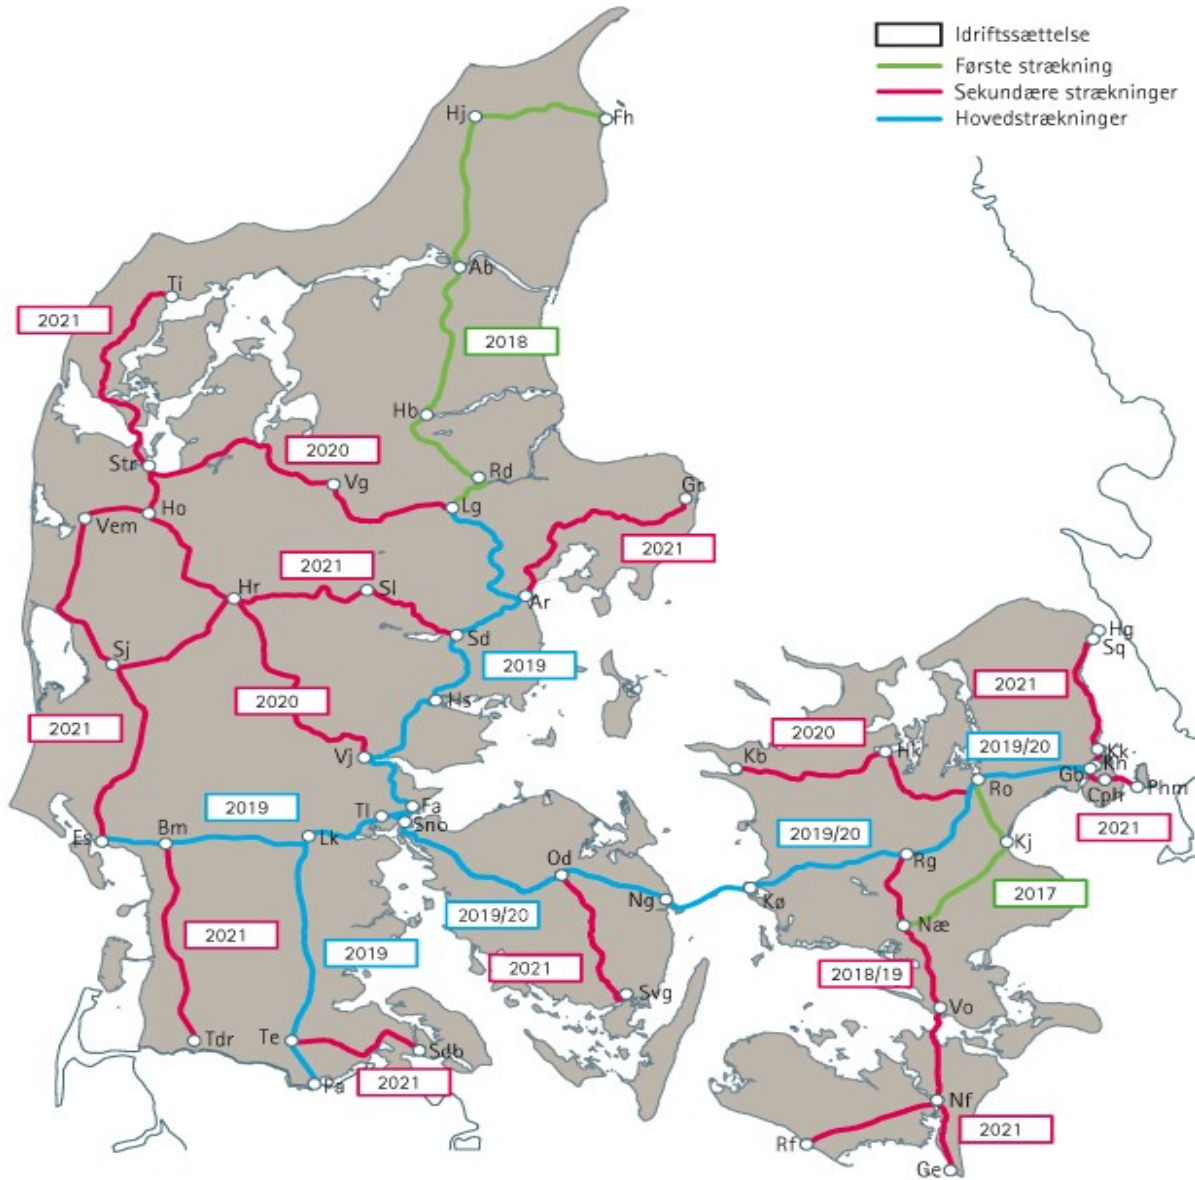 Idriftssættelse
Første strækning
Sekundære strækninger
Hovedstrækninger
Hj
Fh
Ab
Ti
2021
2018
Hb
2020
Str
Vg
Rd
Lg
Gr
Vem
Ho
2021
2021
Hr
Sl
Ar
Sd
Hg
Sq
Sj
2019
2021
2020
Hs
2021
2020
Vj
Kb
Hk
2019/20
Kk
Kh
Gb
Ro
Cph
Phm
2019
Tl
Fa
Sno
Es
Bm
Lk
2019/20
2021
Kj
Od
Rg
2017
Ng
Kø
2019/20
Næ
2021
2019
2021
2018/19
Svg
Vo
Tdr
Te
Sdb
Pa
2021
Nf
2021
Rf
Ge